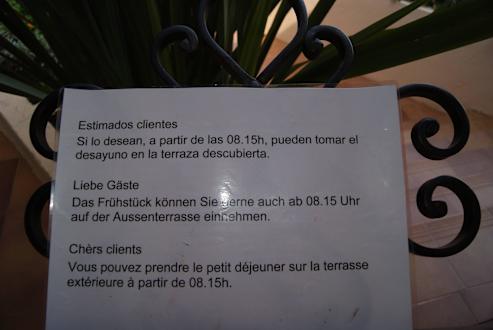 Estimados clientes
Si lo desean, a partir de las 08.15h, pueden tomar el
desayuno en la terraza descubierta.
Liebe Gäste
Das Frühstück können Sie gerne auch ab 08.15 Uhr
auf der Aussenterrasse einnehmen.
Chèrs clients
Vous pouvez prendre le petit déjeuner sur la terrasse
extérieure à partir de 08.15h.